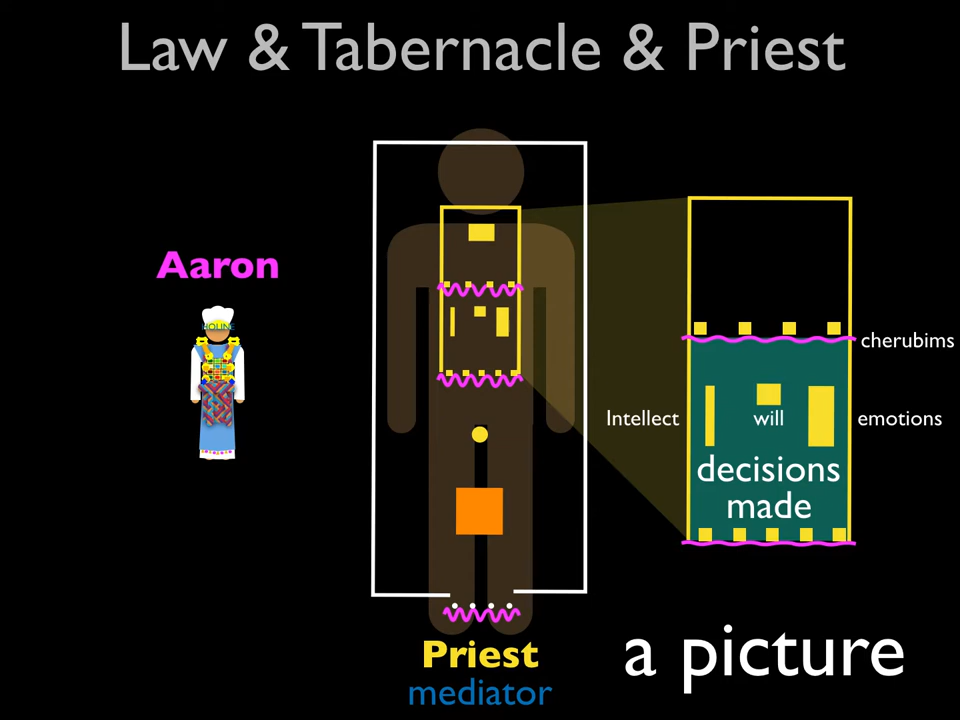 Law & Tabernacle & Priest
Aaron
cherubims
Intellect
will
emotions
decisions
made
Priest
mediator
a picture